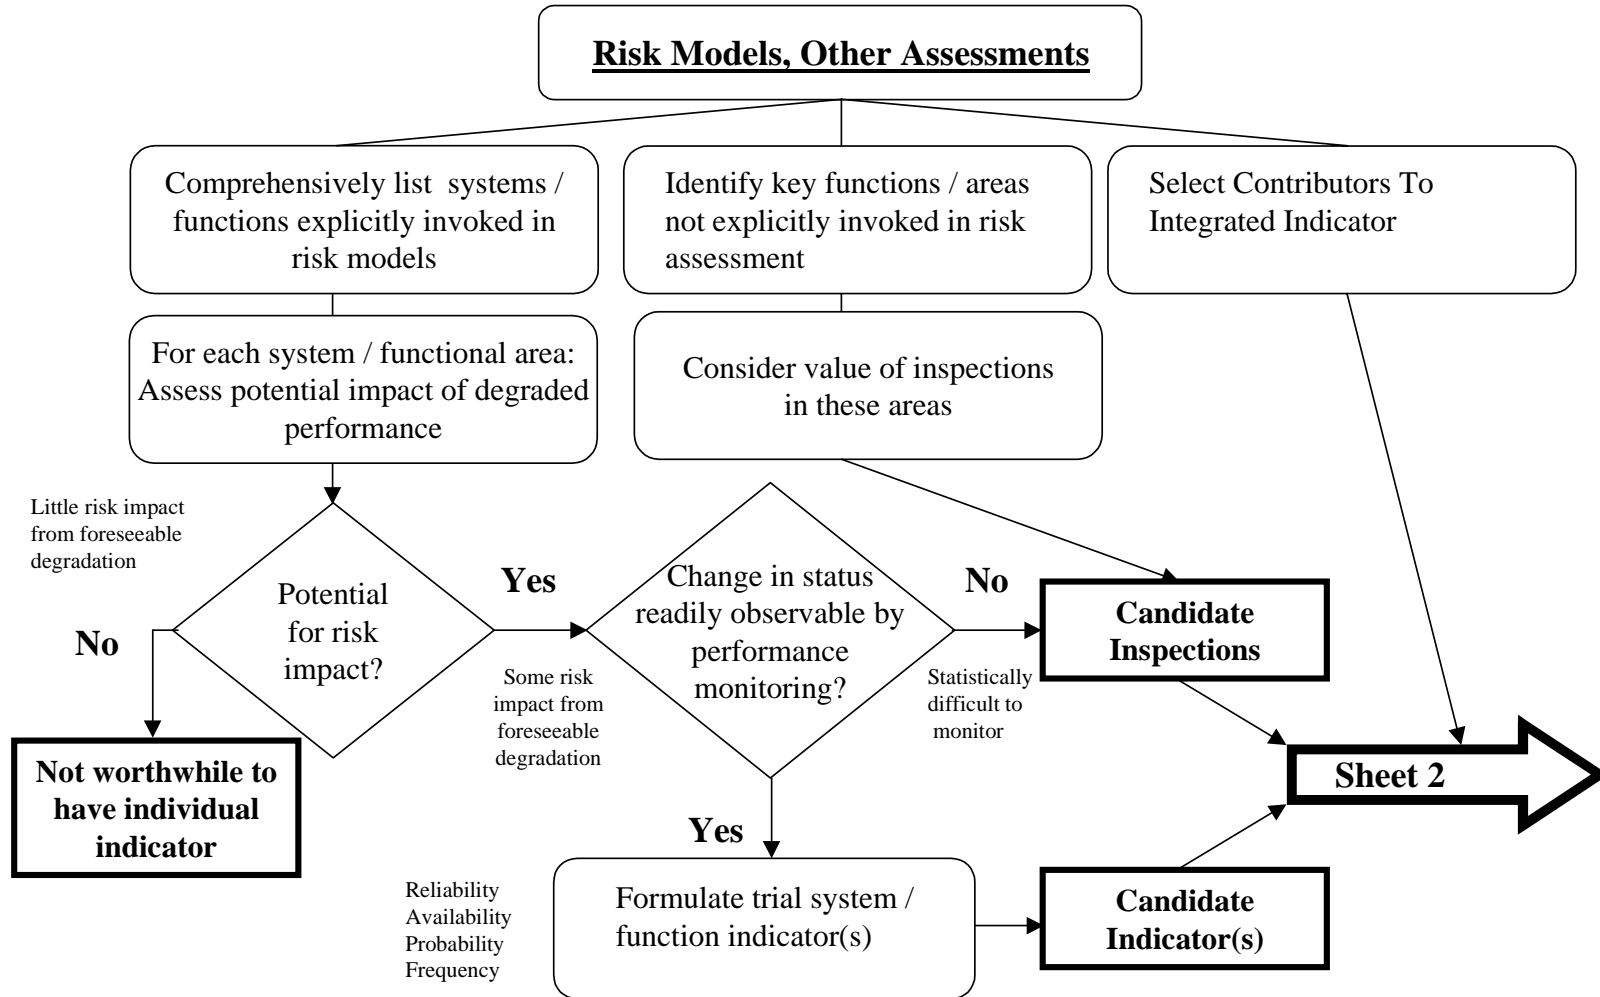 Risk Models, Other Assessments
Comprehensively list systems /
functions explicitly invoked in
risk models
Identify key functions / areas
not explicitly invoked in risk
assessment
Select Contributors To
Integrated Indicator
For each system / functional area:
Assess potential impact of degraded
performance
Consider value of inspections
in these areas
Little risk impact
from foreseeable
degradation
Potential
for risk
impact?
No
Yes
Some risk
impact from
foreseeable
degradation
Change in status
readily observable by
performance
monitoring?
No
Statistically
difficult to
monitor
Candidate
Inspections
Not worthwhile to
have individual
indicator
Sheet 2
Yes
Reliability
Availability
Probability
Frequency
Formulate trial system /
function indicator(s)
Candidate
Indicator(s)